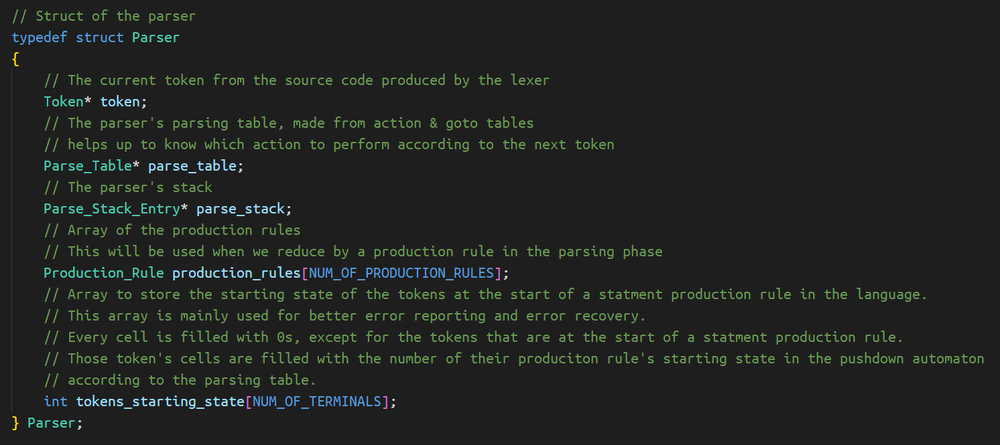 // Struct of the parser
typedef struct Parser
{
    // The current token from the source code produced by the lexer
    Token* token;
    // The parser's parsing table, made from action & goto tables
    // helps up to know which action to perform according to the next token
    Parse_Table* parse_table;
    // The parser's stack
    Parse_Stack_Entry* parse_stack;
    // Array of the production rules
    // This will be used when we reduce by a production rule in the parsing phase
    Production_Rule production_rules[NUM_OF_PRODUCTION_RULES];
    // Array to store the starting state of the tokens at the start of a statment production rule in the language.
    // This array is mainly used for better error reporting and error recovery.
    // Every cell is filled with 0s, except for the tokens that are at the start of a statment production rule.
    // Those token's cells are filled with the number of their produciton rule's starting state in the pushdown automaton
    // according to the parsing table.
    int tokens_starting_state[NUM_OF_TERMINALS];
} Parser;